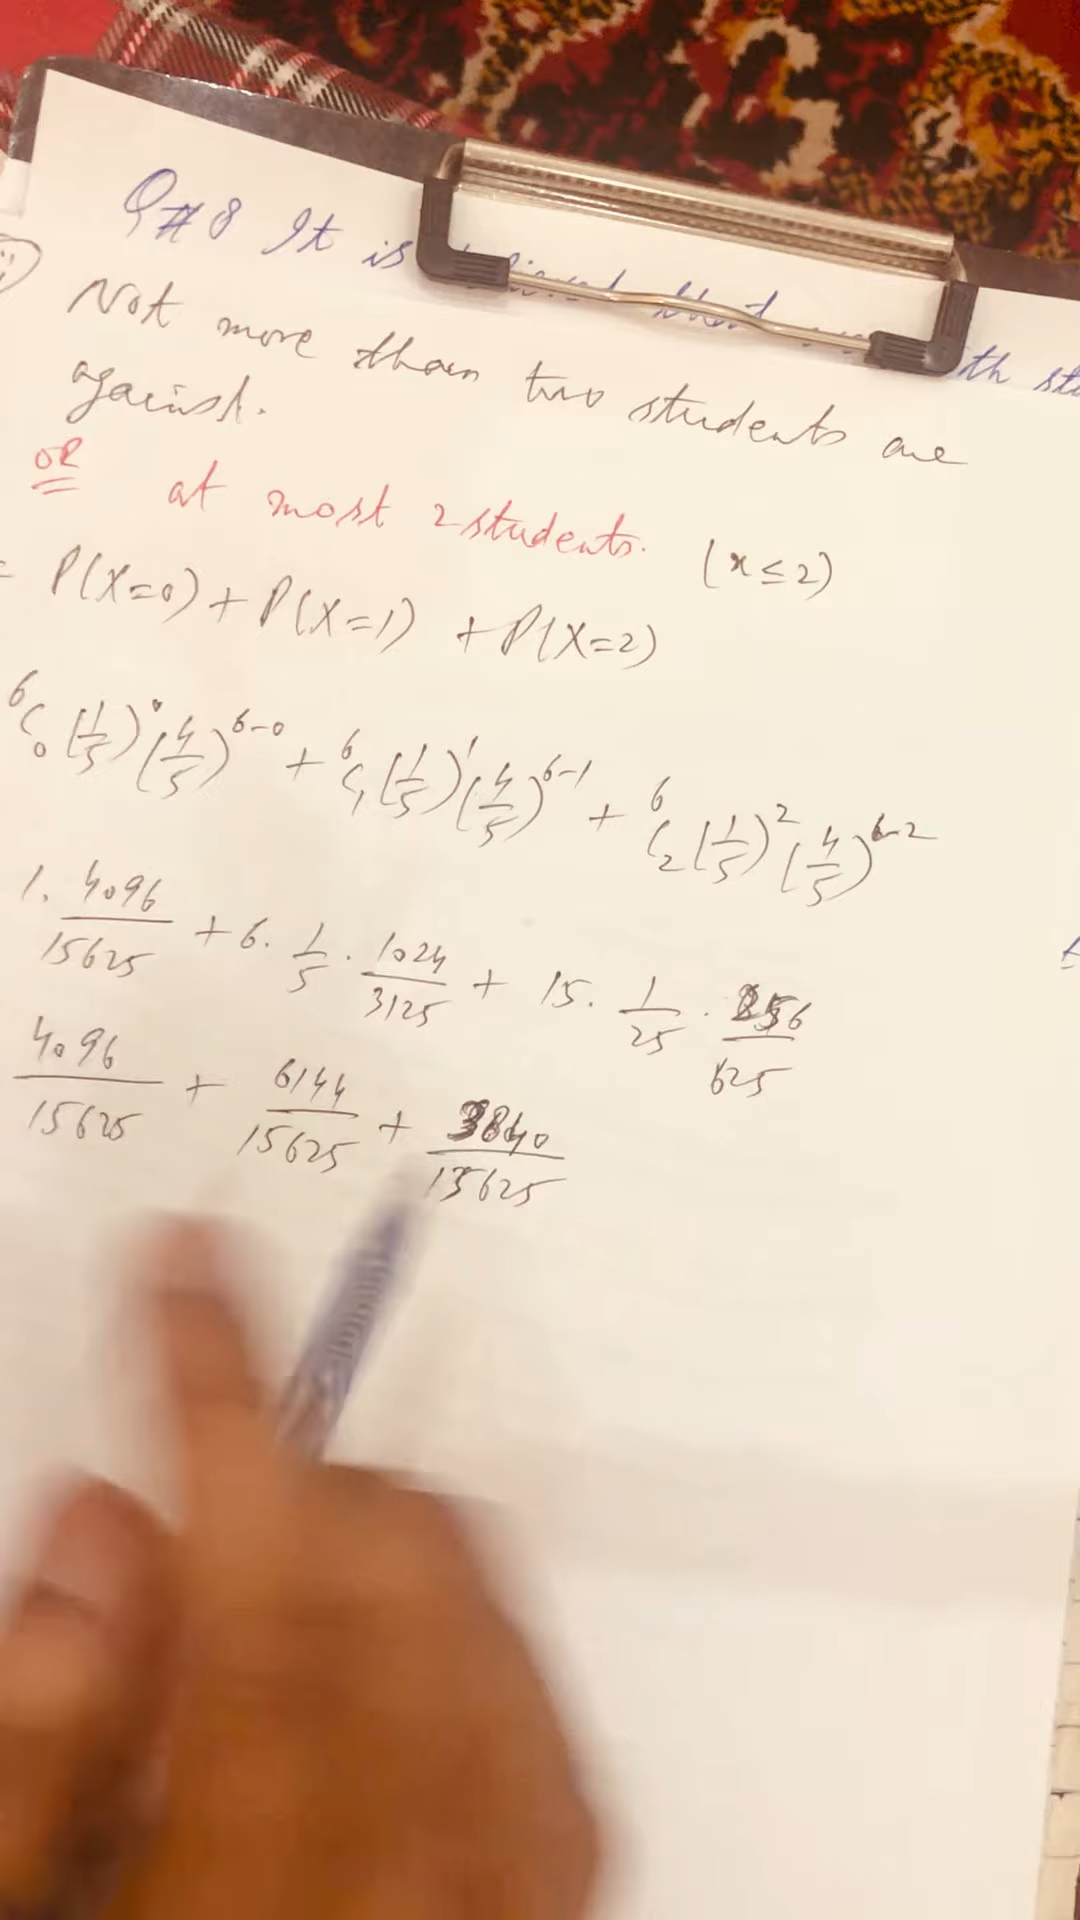 Q#8 It is that th
Not more than two students are
against.
OR at most 2 students. (x≤2)
= P(X=0)+P(X=1) +P(X=2)
⁶C₀(1/5)⁰(4/5)⁶⁻⁰ + ⁶C₁(1/5)¹(4/5)⁶⁻¹ + ⁶C₂(1/5)²(4/5)⁶⁻²
1. 4096/15625 + 6. 1/5 . 1024/3125 + 15. 1/25 . 256/625
4096/15625 + 6144/15625 + 3840/15625